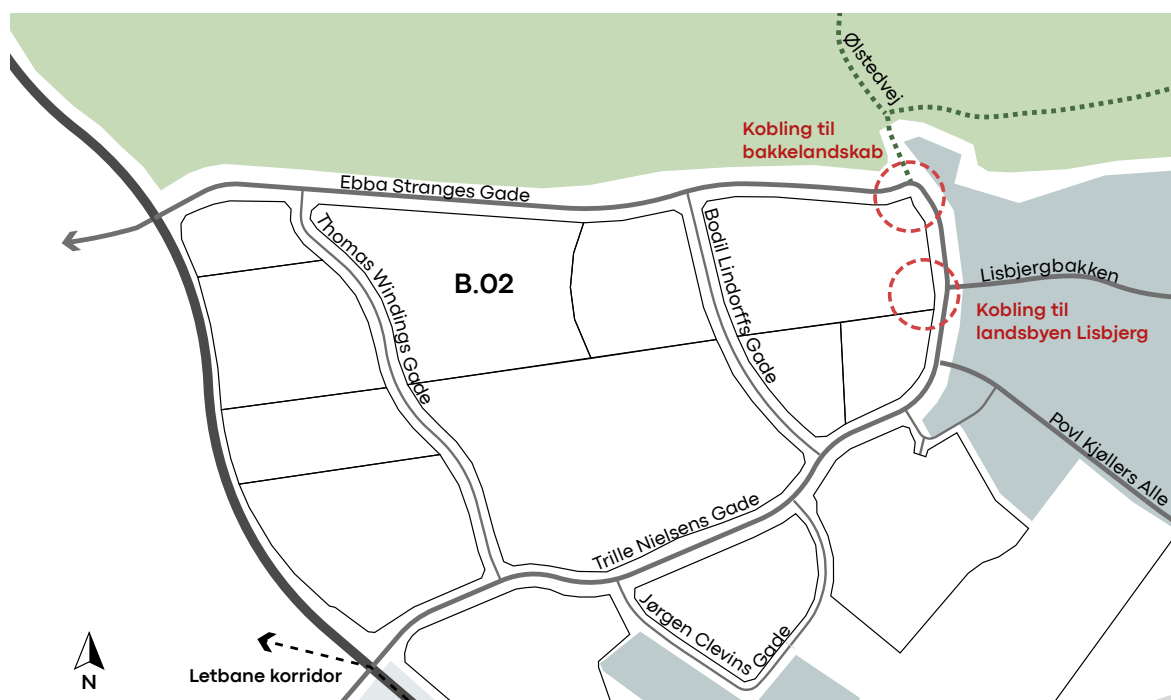 Ølstedvej
Kobling til
bakkelandskab
Ebba Stranges Gade
Thomas Windings Gade
B.02
Bodil Lindorffs Gade
Lisbjergbakken
Kobling til
landsbyen Lisbjerg
Povl Kjøllers Alle
Trille Nielsens Gade
Jørgen Clevins Gade
Letbane korridor
N